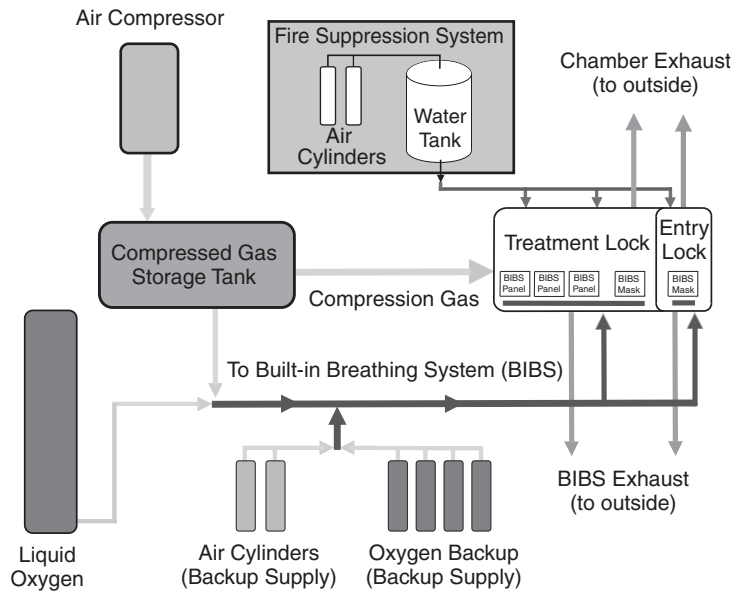 Air Compressor
Fire Suppression System
Air
Cylinders
Water
Tank
Chamber Exhaust
(to outside)
Compressed Gas
Storage Tank
Compression Gas
Treatment Lock
Entry
Lock
BIBS
Panel
BIBS
Panel
BIBS
Panel
BIBS
Mask
BIBS
Mask
To Built-in Breathing System (BIBS)
Liquid
Oxygen
Air Cylinders
(Backup Supply)
Oxygen Backup
(Backup Supply)
BIBS Exhaust
(to outside)